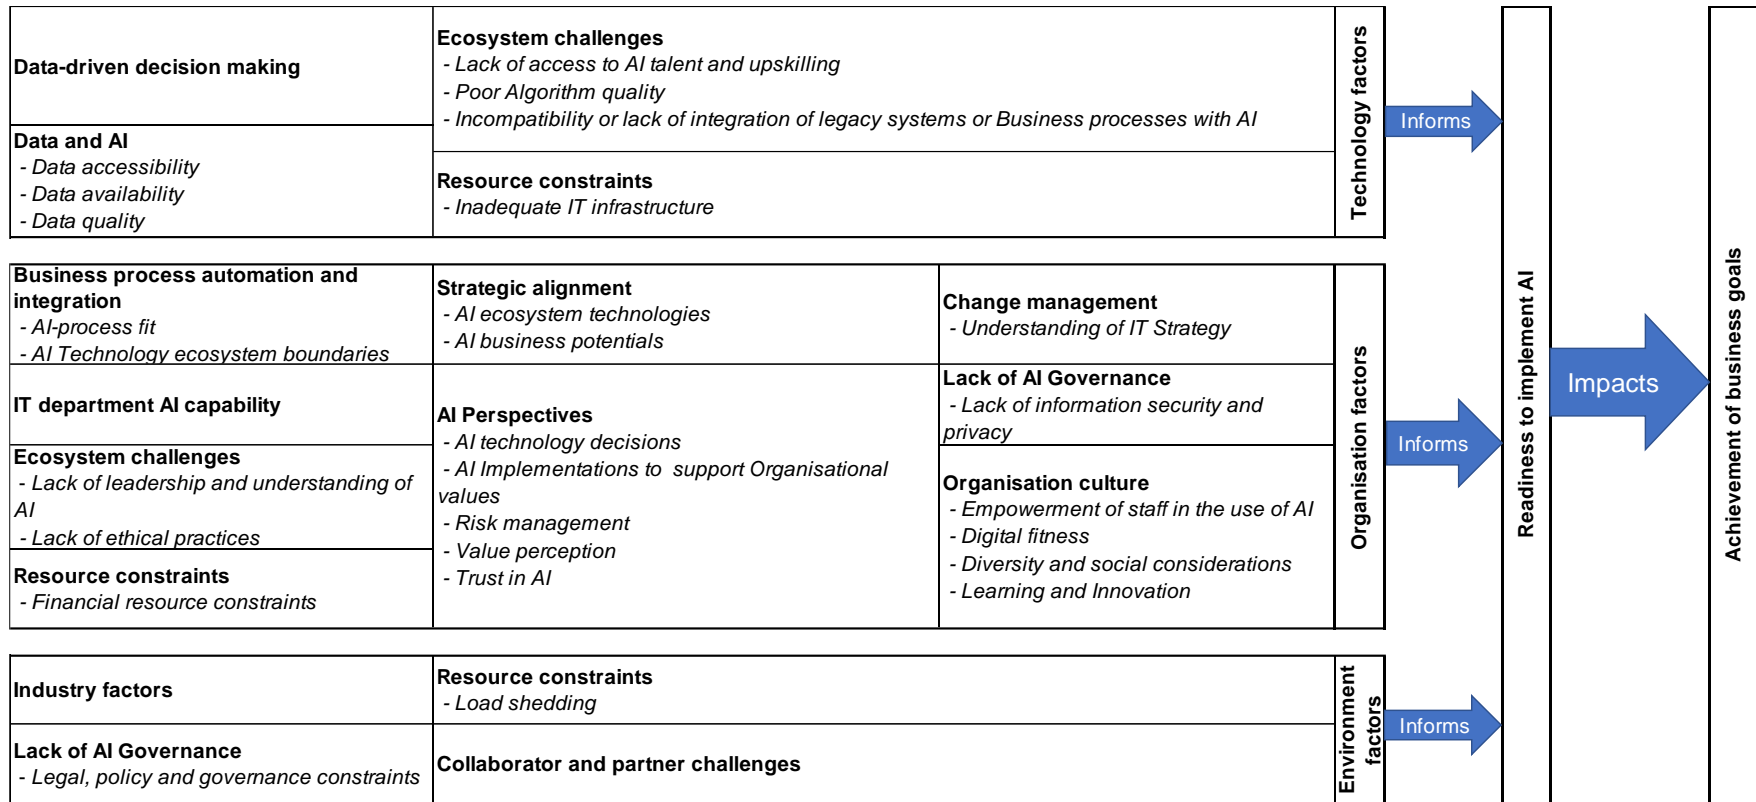 Data-driven decision making
Data and AI
- Data accessibility
- Data availability
- Data quality
Ecosystem challenges
- Lack of access to AI talent and upskilling
- Poor Algorithm quality
- Incompatibility or lack of integration of legacy systems or Business processes with AI
Resource constraints
- Inadequate IT infrastructure
Technology factors
Informs
Business process automation and
integration
- AI-process fit
- AI Technology ecosystem boundaries
IT department AI capability
Ecosystem challenges
- Lack of leadership and understanding of
AI
- Lack of ethical practices
Resource constraints
- Financial resource constraints
Strategic alignment
- AI ecosystem technologies
- AI business potentials
AI Perspectives
- AI technology decisions
- AI Implementations to  support Organisational
values
- Risk management
- Value perception
- Trust in AI
Change management
- Understanding of IT Strategy
Lack of AI Governance
- Lack of information security and
privacy
Organisation culture
- Empowerment of staff in the use of AI
- Digital fitness
- Diversity and social considerations
- Learning and Innovation
Organisation factors
Informs
Industry factors
Lack of AI Governance
- Legal, policy and governance constraints
Resource constraints
- Load shedding
Collaborator and partner challenges
Environment
factors
Informs
Readiness to implement AI
Impacts
Achievement of business goals